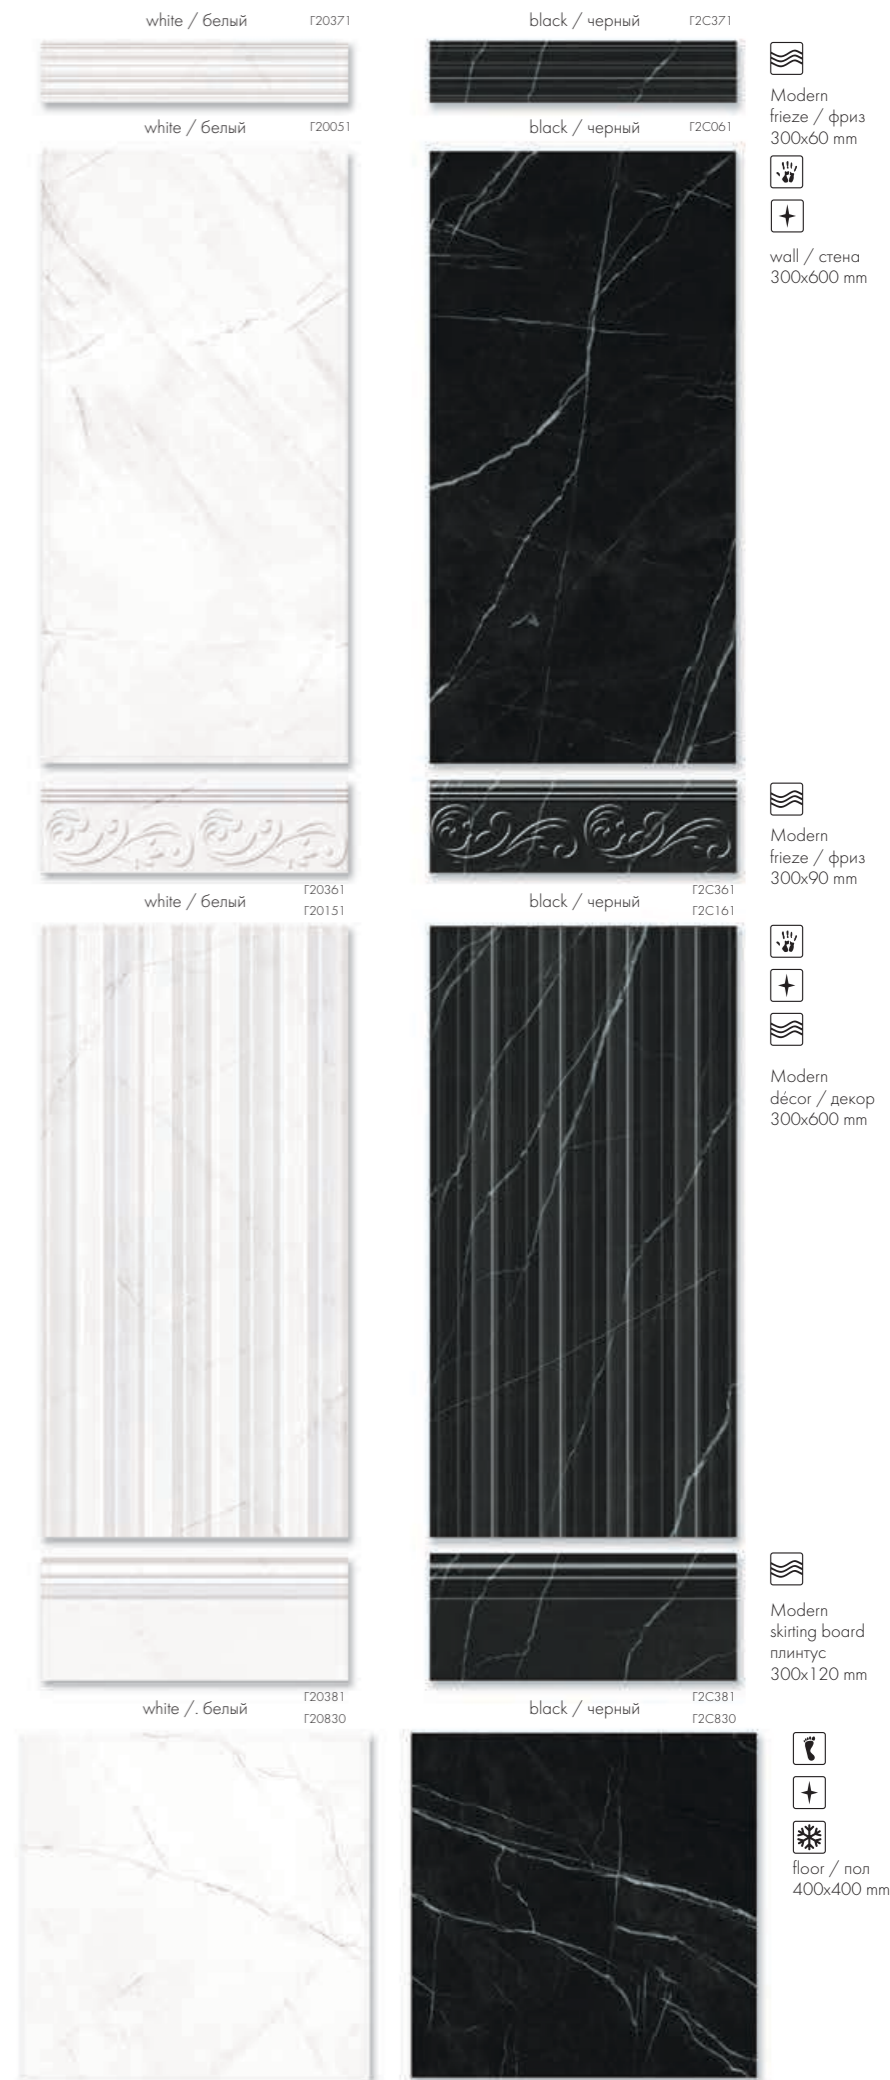 white / белый Г20371 black / черный Г2С371
Modern
frieze / фриз
300x60 mm
white / белый Г20051 black / черный Г2С061
wall / стена
300x600 mm
Modern
frieze / фриз
300x90 mm
Г20361 Г2С361
white / белый Г20151 black / черный Г2С161
Modern
décor / декор
300x600 mm
Modern
skirting board
плинтус
300x120 mm
Г20381 Г2С381
white /. белый Г20830 black / черный Г2С830
floor / пол
400x400 mm